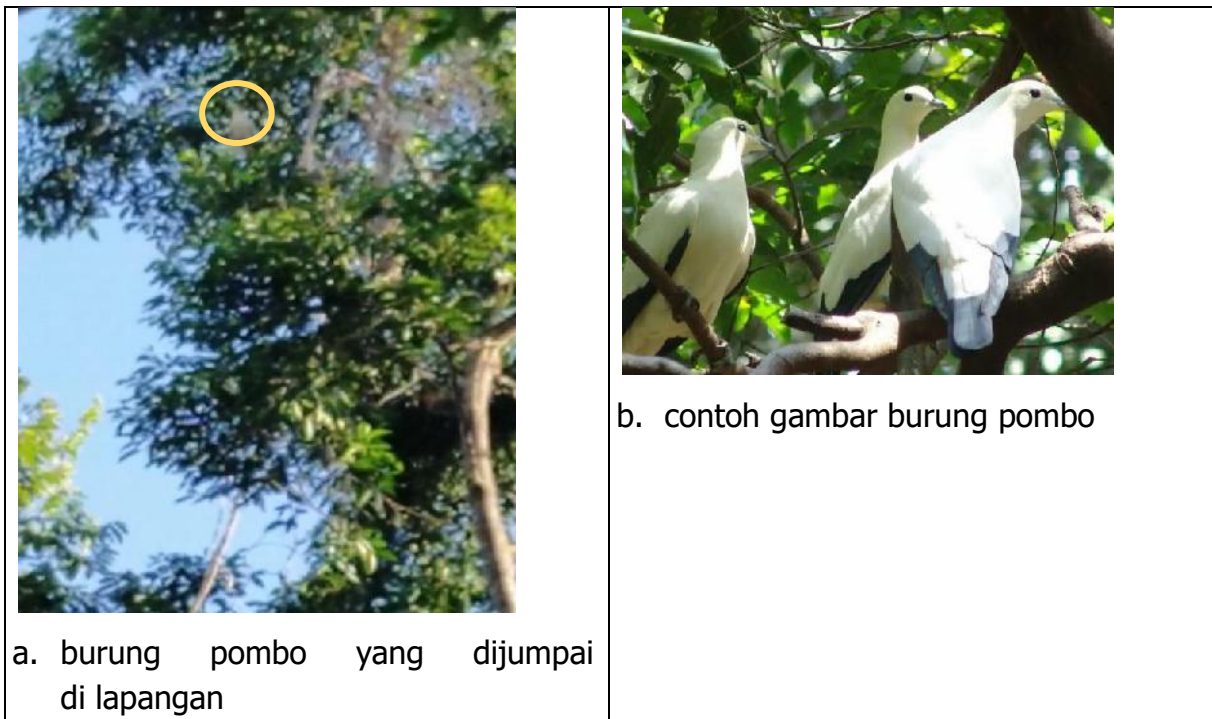 a. burung pombo yang dijumpai
di lapangan
b. contoh gambar burung pombo